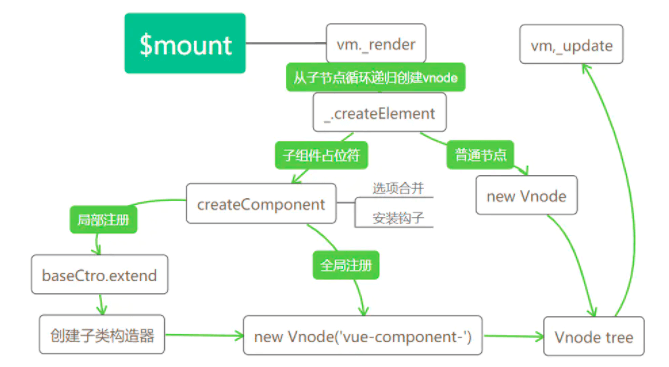 $mount
vm._render
vm,_update
从子节点循环递归创建vnode
_.createElement
子组件占位符
普通节点
createComponent
选项合并
安装钩子
new Vnode
局部注册
baseCtro.extend
全局注册
创建子类构造器
new Vnode('vue-component-')
Vnode tree